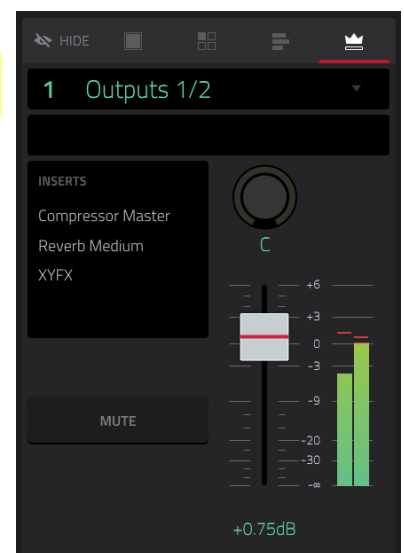 HIDE
1 Outputs 1/2
INSERTS
Compressor Master
Reverb Medium
XYFX
C
+6
+3
0
-3
-9
-20
-30
-∞
MUTE
+0.75dB